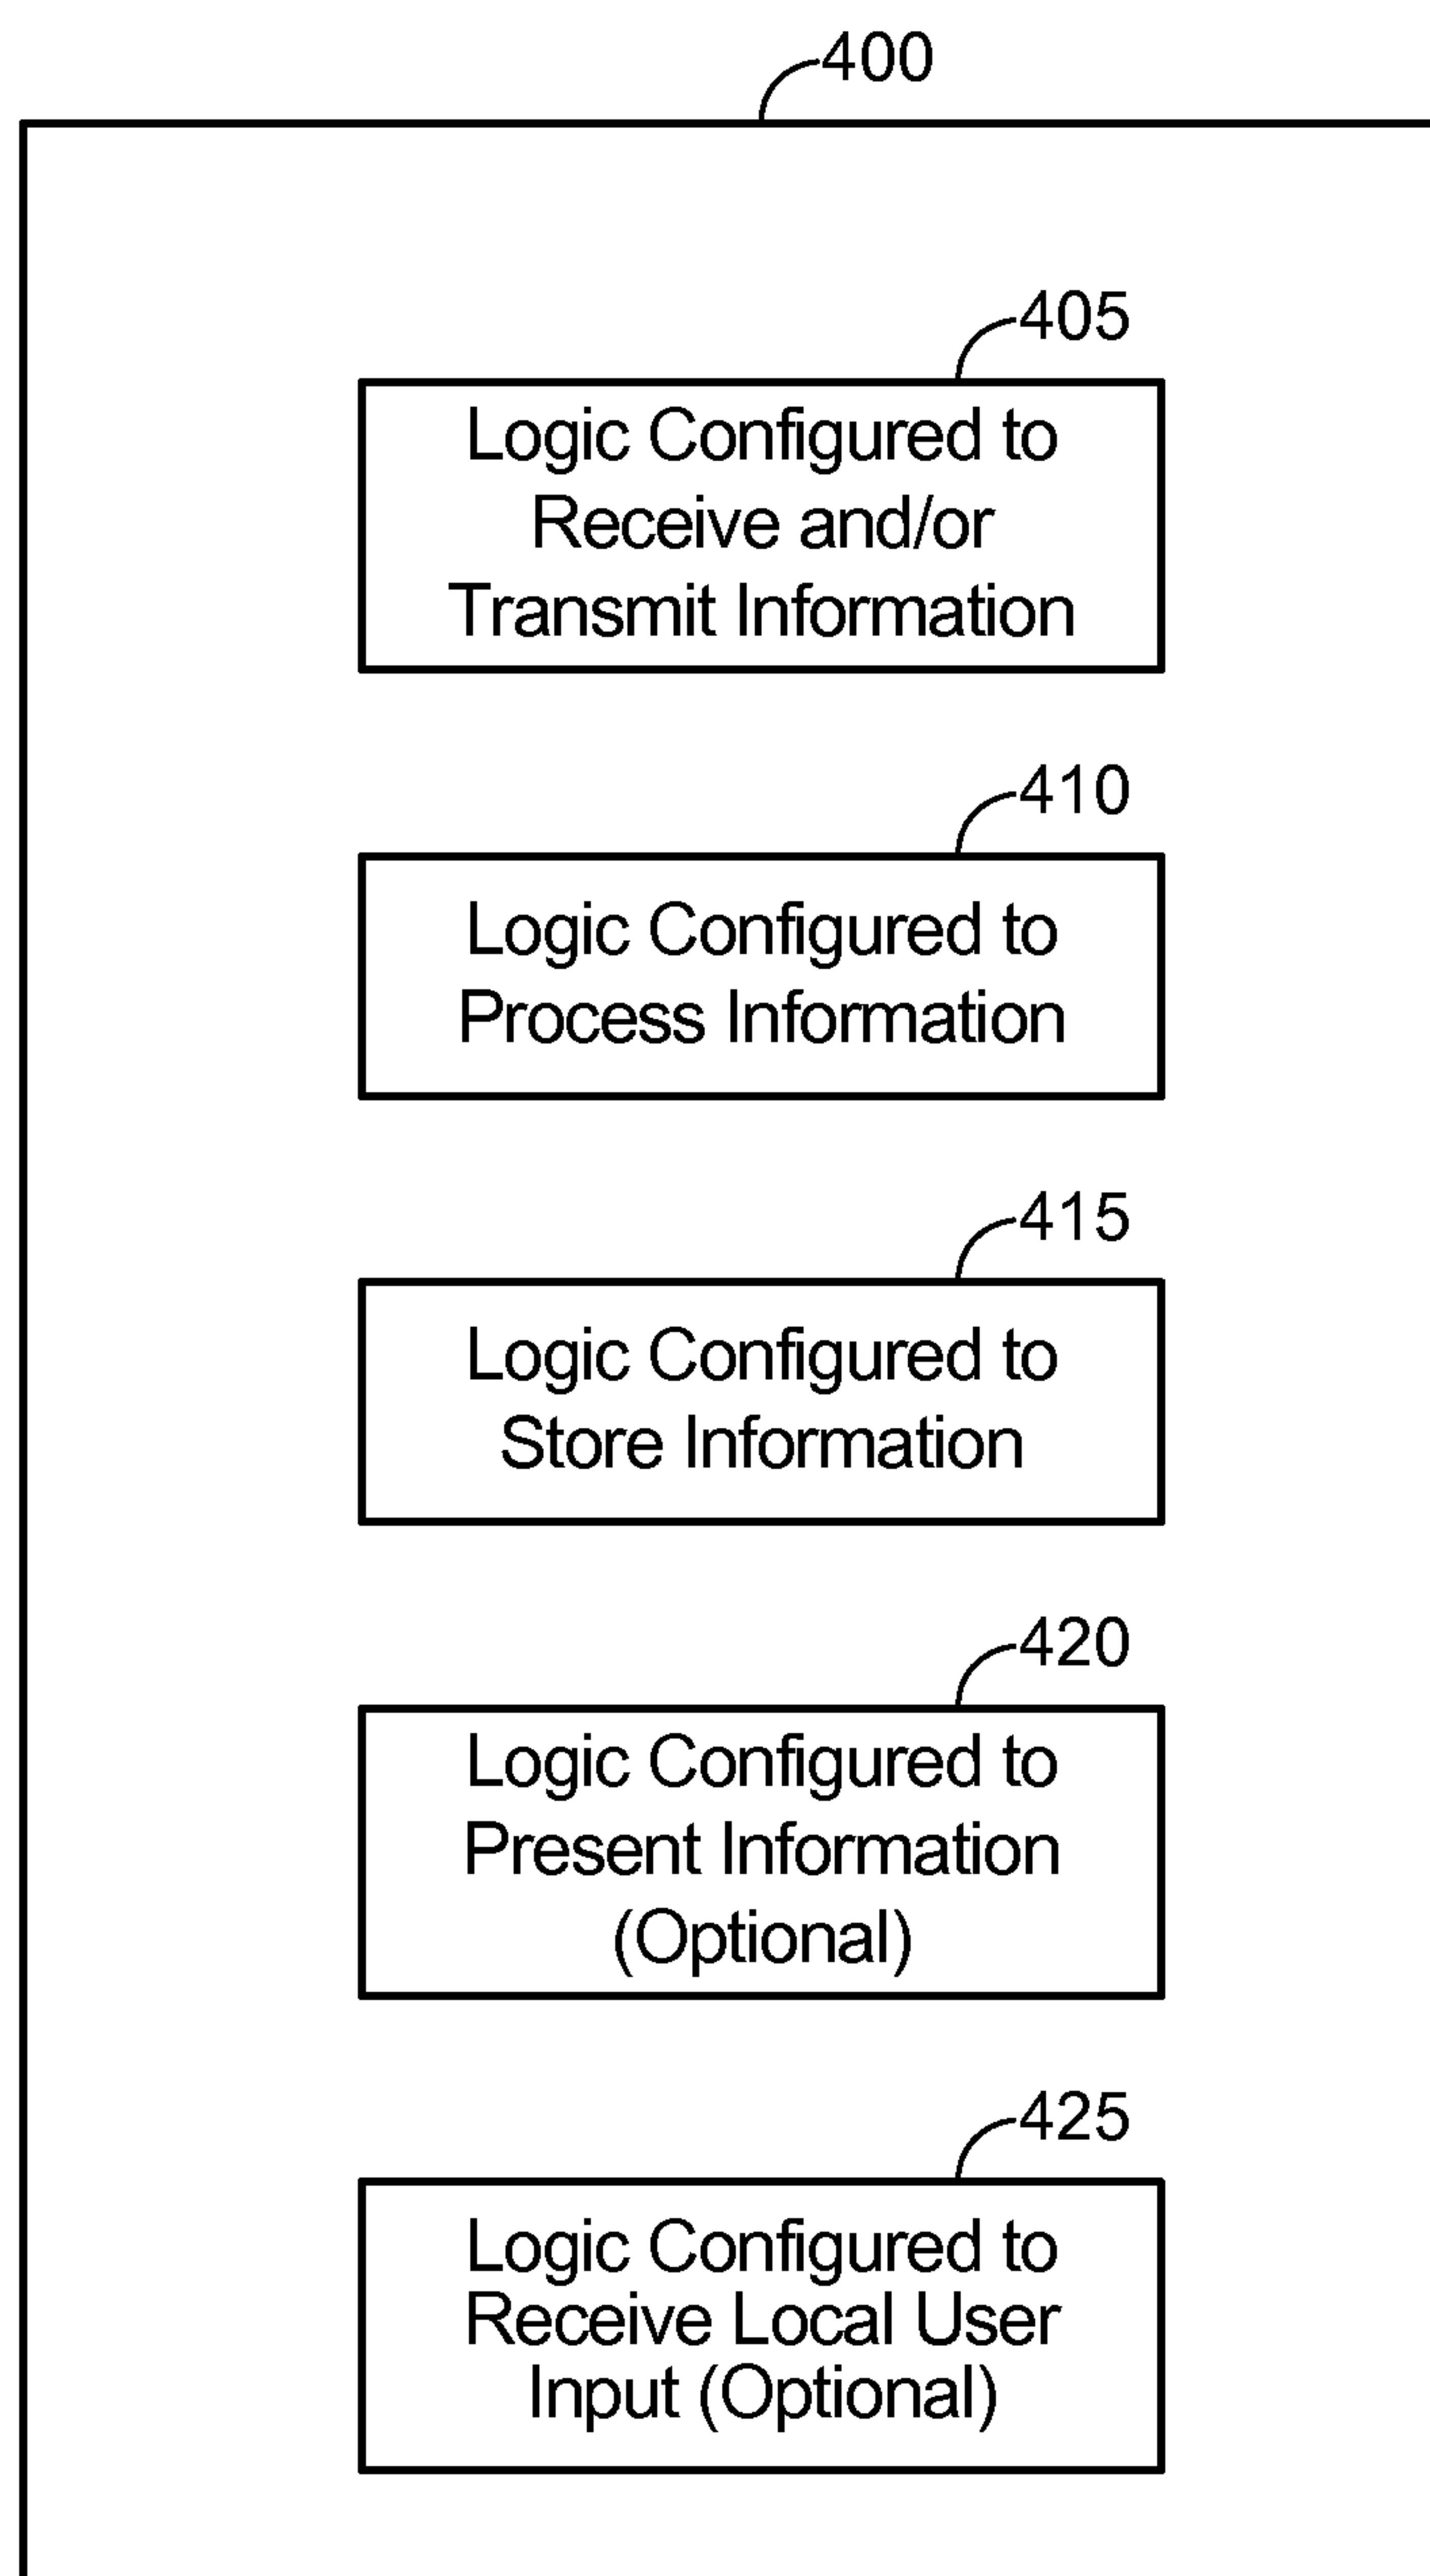 400
405
Logic Configured to
Receive and/or
Transmit Information
410
Logic Configured to
Process Information
415
Logic Configured to
Store Information
420
Logic Configured to
Present Information
(Optional)
425
Logic Configured to
Receive Local User
Input (Optional)